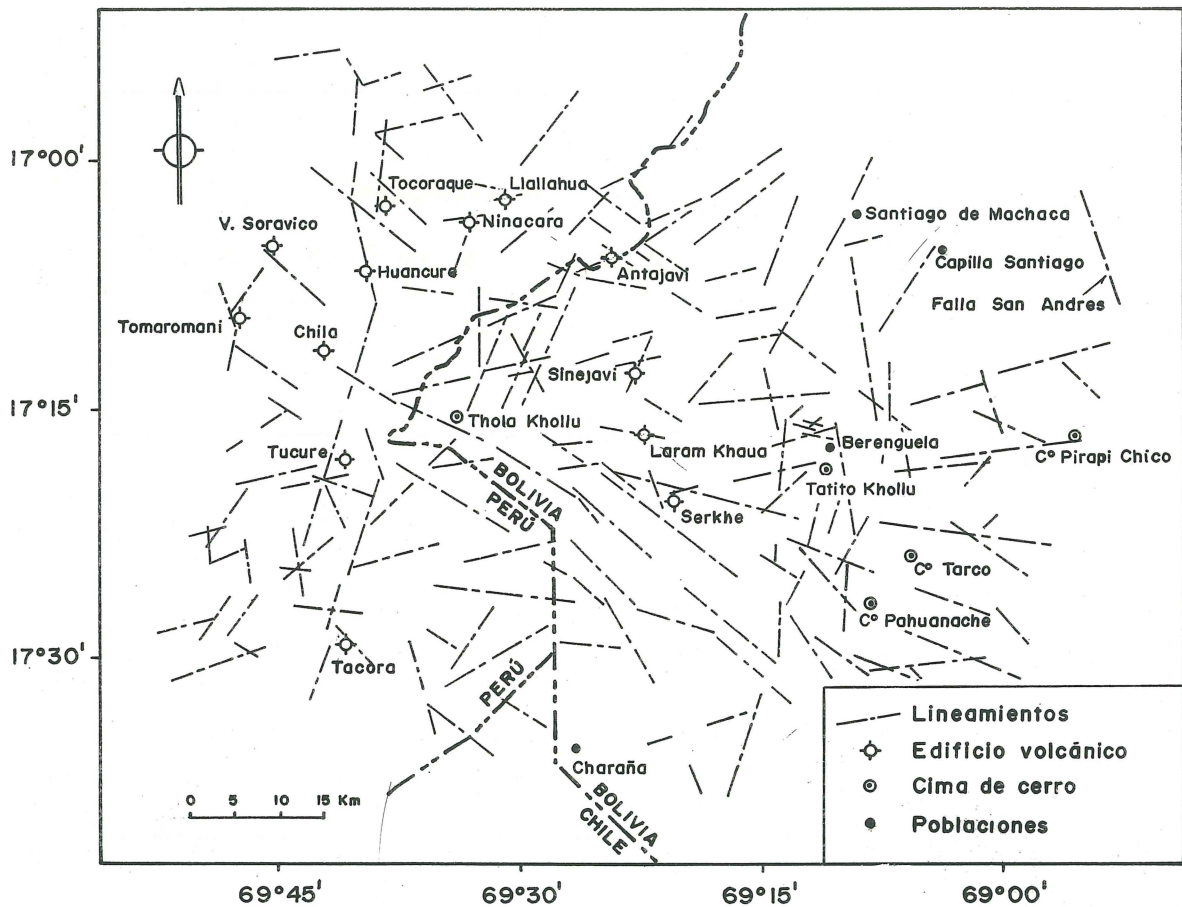 17°00'
17°15'
17°30'
69°45'
69°30'
69°15'
69°00'
Tocoraque
Llallahua
V. Soravico
Ninacara
Huancure
Antajavi
Santiago de Machaca
Capilla Santiago
Falla San Andres
Tomaromani
Chila
Sinejavi
Thola Khollu
Laram Khaua
Berenguela
Cº Pirapi Chico
Tucure
Tatito Khollu
Serkhe
BOLIVIA
PERÚ
Cº Tarco
Cº Pahuanache
Tacora
PERÚ
Charaña
BOLIVIA
CHILE
0 5 10 15 Km
Lineamientos
Edificio volcánico
Cima de cerro
Poblaciones